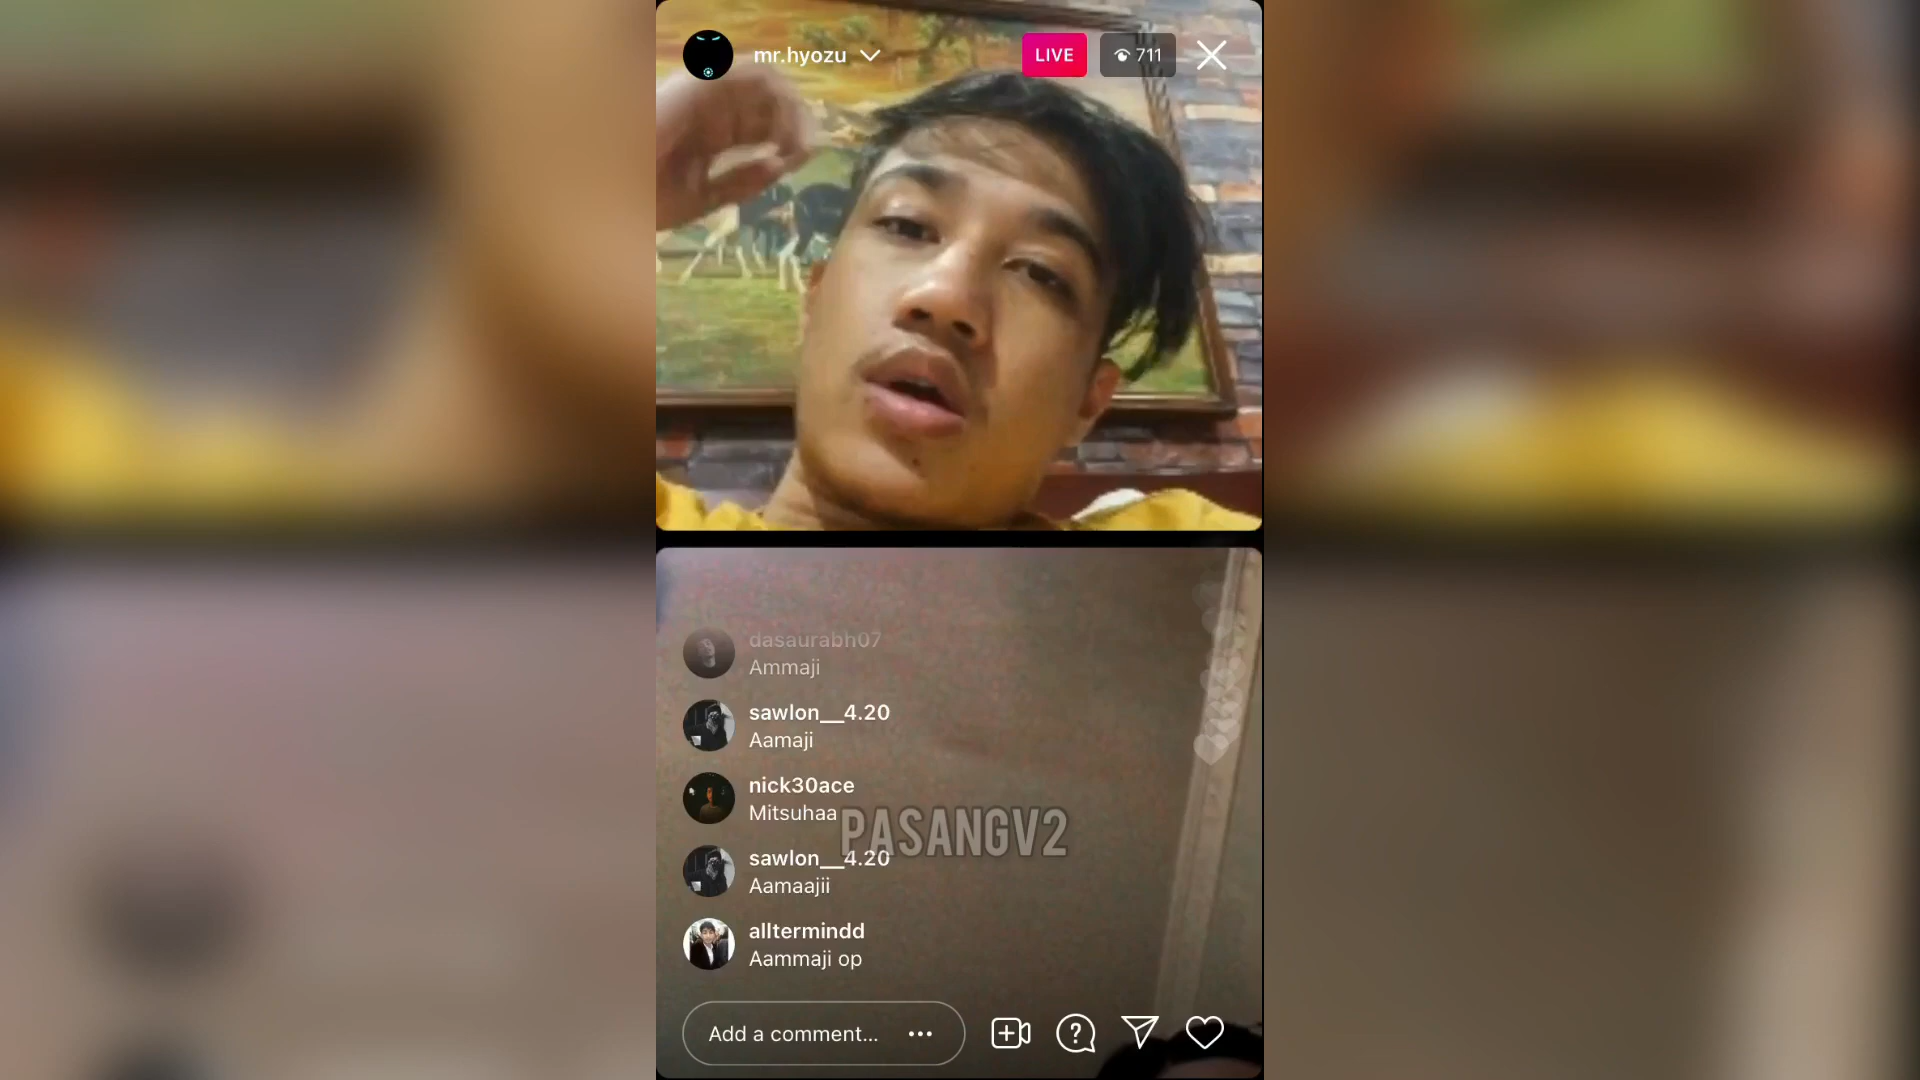 mr.hyozu
LIVE
711
dasaurabh07
Ammaji
sawlon__4.20
Aamaji
nick30ace
Mitsuhaa
PASANGV2
sawlon__4.20
Aamaajii
alltermindd
Aammaji op
Add a comment...